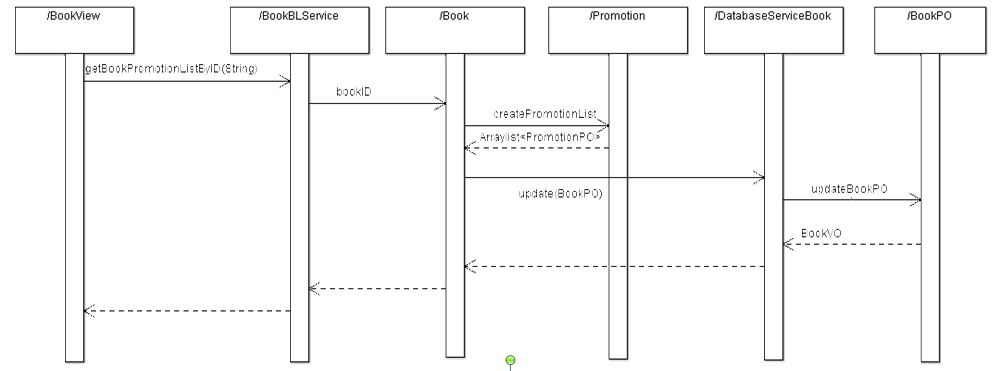 /BookView
/BookBLService
/Book
/Promotion
/DatabaseServiceBook
/BookPO
getBookPromotionListByID(String)
bookID
createPromotionList
Arraylist<PromotionPO>
update(BookPO)
updateBookPO
BookVO